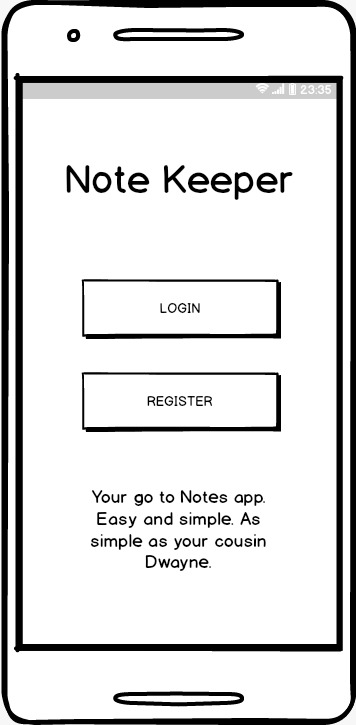 23:35
Note Keeper
LOGIN
REGISTER
Your go to Notes app.
Easy and simple. As
simple as your cousin
Dwayne.